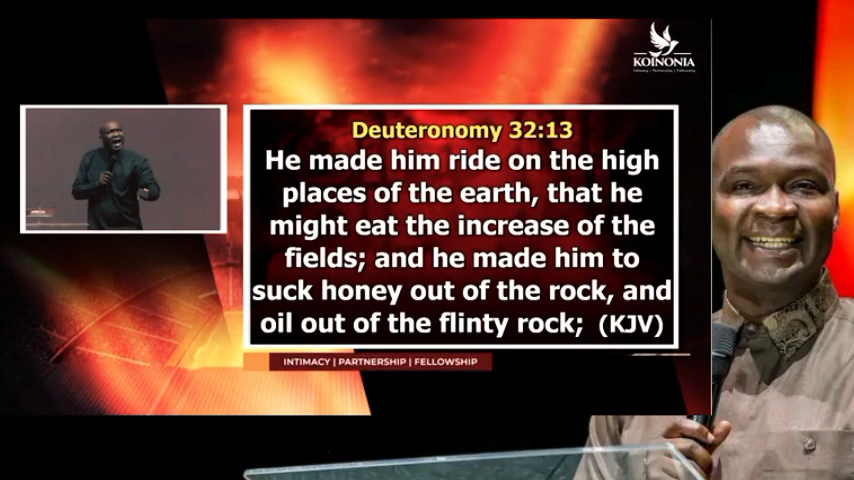 KOINONIA
Intimacy | Partnership | Fellowship
Deuteronomy 32:13
He made him ride on the high
places of the earth, that he
might eat the increase of the
fields; and he made him to
suck honey out of the rock, and
oil out of the flinty rock; (KJV)
INTIMACY | PARTNERSHIP | FELLOWSHIP